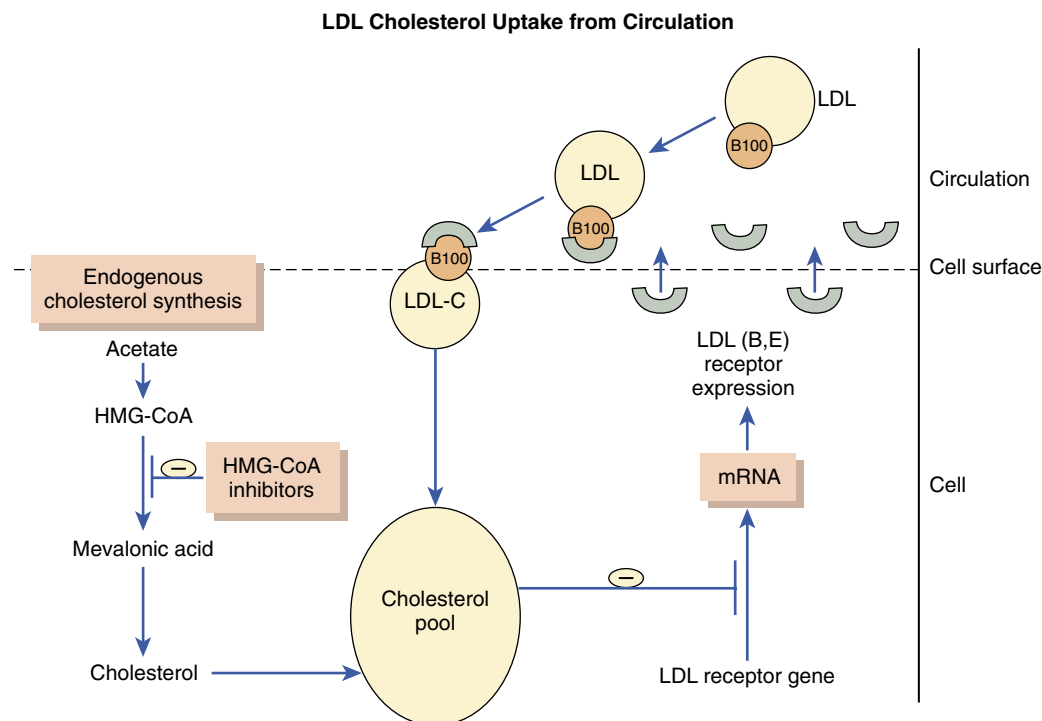 LDL Cholesterol Uptake from Circulation
LDL
B100
LDL
B100
Circulation
B100
Cell surface
Endogenous
cholesterol synthesis
LDL-C
Acetate
LDL (B,E)
receptor
expression
HMG-CoA
−
HMG-CoA
inhibitors
mRNA
Cell
Mevalonic acid
−
Cholesterol
pool
Cholesterol
LDL receptor gene